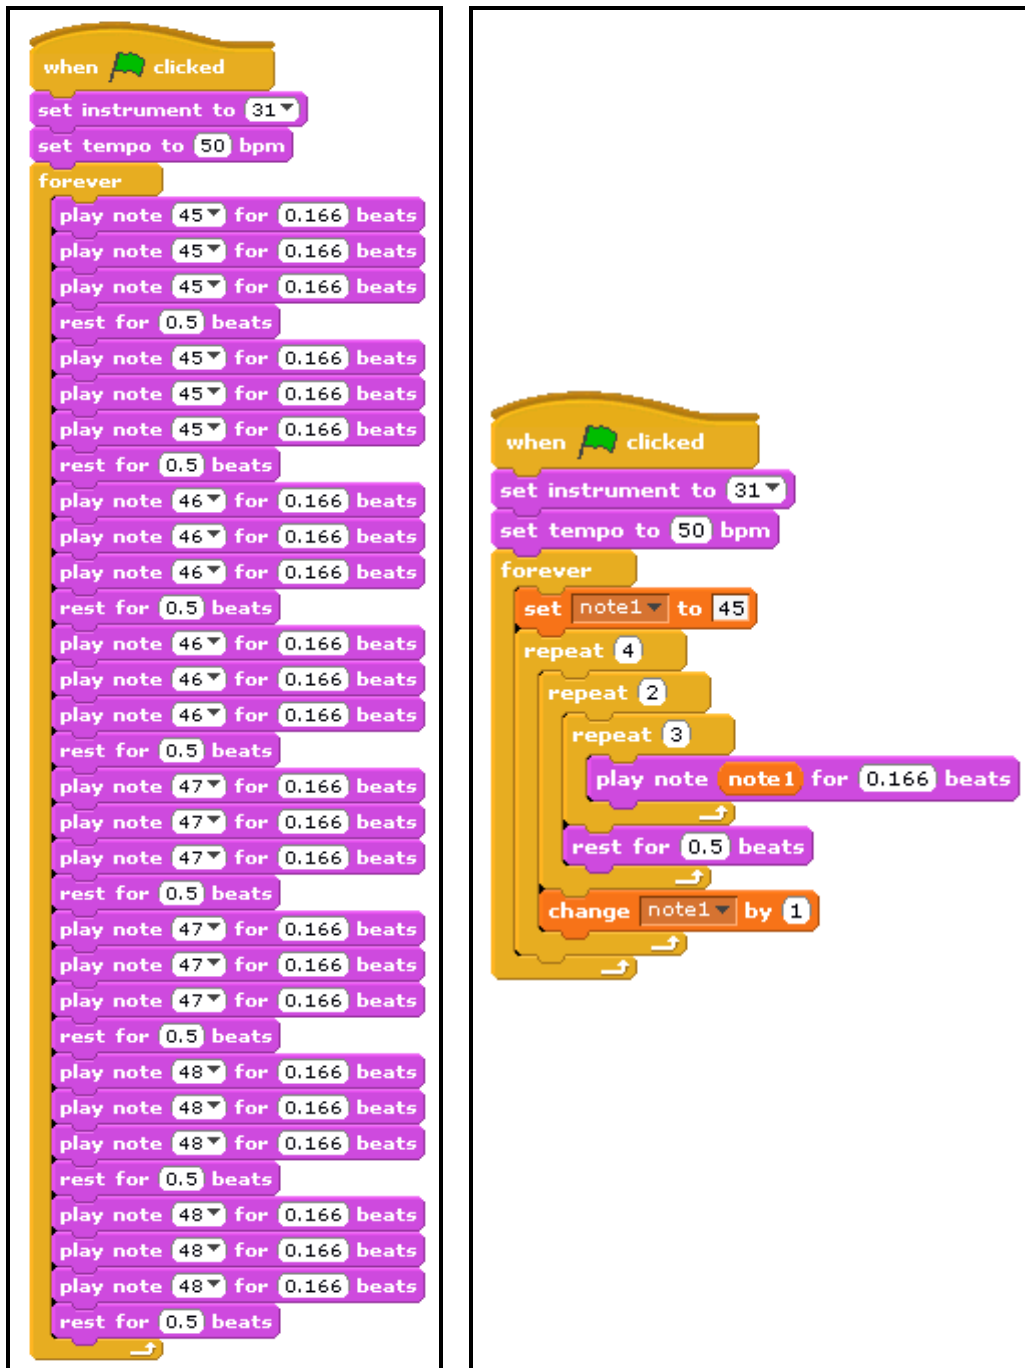 when clicked
set instrument to 31
set tempo to 50 bpm
forever
play note 45 for 0.166 beats
play note 45 for 0.166 beats
play note 45 for 0.166 beats
rest for 0.5 beats
play note 45 for 0.166 beats
play note 45 for 0.166 beats
play note 45 for 0.166 beats
rest for 0.5 beats
play note 46 for 0.166 beats
play note 46 for 0.166 beats
play note 46 for 0.166 beats
rest for 0.5 beats
play note 46 for 0.166 beats
play note 46 for 0.166 beats
play note 46 for 0.166 beats
rest for 0.5 beats
play note 47 for 0.166 beats
play note 47 for 0.166 beats
play note 47 for 0.166 beats
rest for 0.5 beats
play note 47 for 0.166 beats
play note 47 for 0.166 beats
play note 47 for 0.166 beats
rest for 0.5 beats
play note 48 for 0.166 beats
play note 48 for 0.166 beats
play note 48 for 0.166 beats
rest for 0.5 beats
play note 48 for 0.166 beats
play note 48 for 0.166 beats
play note 48 for 0.166 beats
rest for 0.5 beats
when clicked
set instrument to 31
set tempo to 50 bpm
forever
set note1 to 45
repeat 4
repeat 2
repeat 3
play note note1 for 0.166 beats
rest for 0.5 beats
change note1 by 1